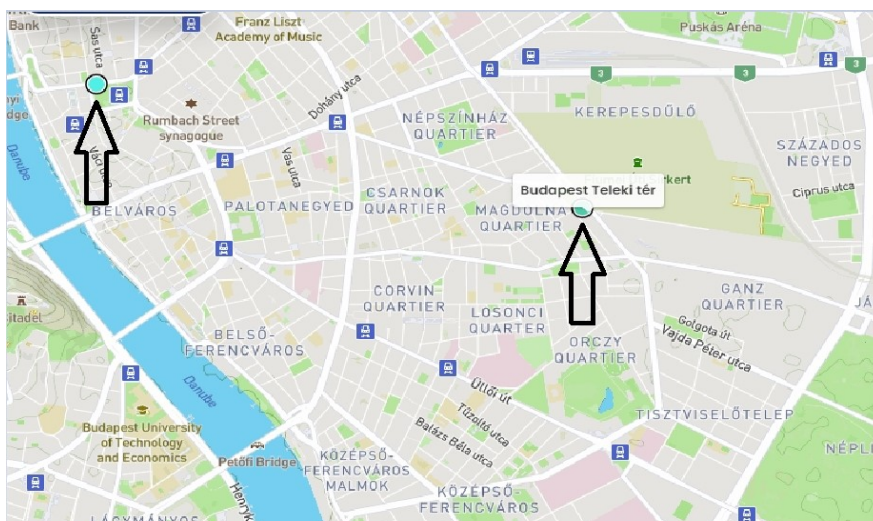 Bank
Franz Liszt
Academy of Music
Sas utca
Puskás Aréna
3
3
Dohány utca
NÉPSZÍNHÁZ
QUARTIER
KEREPESDŰLŐ
Rumbach Street
synagogue
SZÁZADOS
NEGYED
Danube
Váci utca
Vas utca
Budapest Teleki tér
Ciprus utca
BELVÁROS
PALOTANEGYED
CSARNOK
QUARTIER
MAGDOLNA
QUARTIER
CORVIN
QUARTIER
LOSONCI
QUARTER
GANZ
QUARTIER
Golgota út
Vajda Péter utca
ORCZY
QUARTIER
BELSŐ-
FERENCVÁROS
Danube
Üllői út
Tűzoltó utca
Balázs Béla utca
TISZTVISELŐTELEP
Budapest University
of Technology
and Economics
Petőfi Bridge
KÖZÉPSŐ-
FERENCVÁROS
MALMOK
KÖZÉPSŐ
FERENCVÁROS
LÁGYMÁNYOS